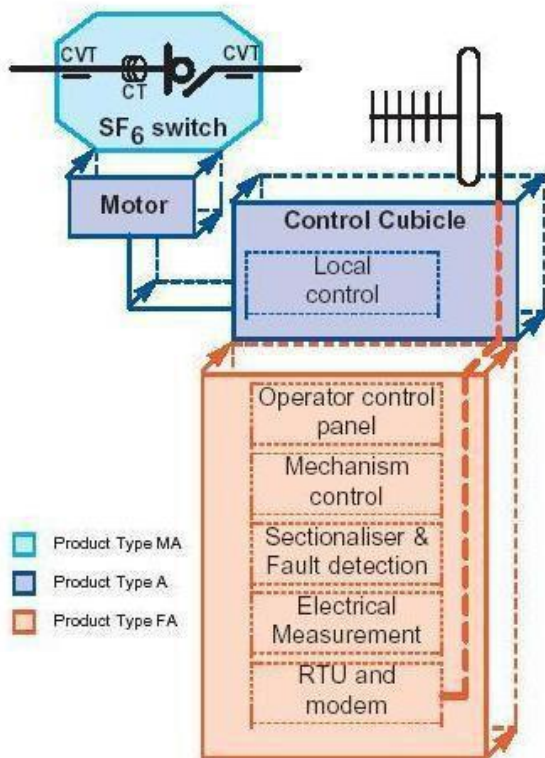 CVT
CVT
CT
SF6 switch
Motor
Control Cubicle
Local
control
Operator control
panel
Mechanism
control
Sectionaliser &
Fault detection
Electrical
Measurement
RTU and
modem
Product Type MA
Product Type A
Product Type FA